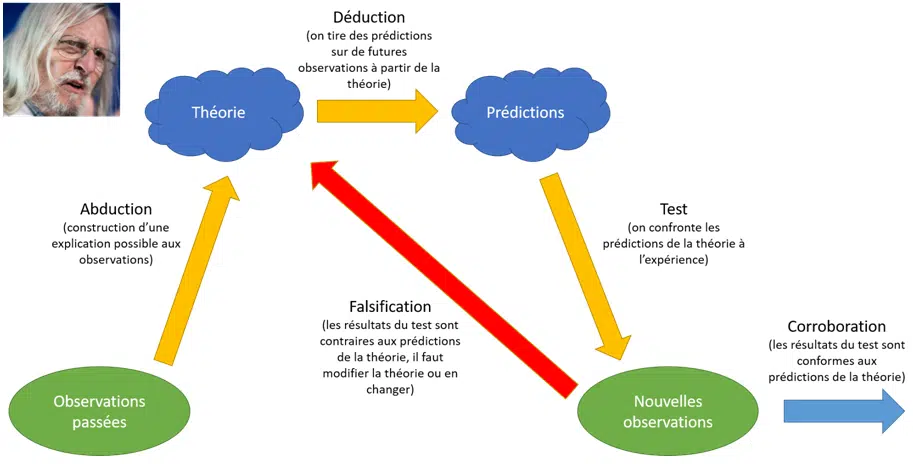 Déduction
(on tire des prédictions
sur de futures
observations à partir de la
théorie)
Théorie
Prédictions
Abduction
(construction d’une
explication possible aux
observations)
Test
(on confronte les
prédictions de la théorie à
l’expérience)
Falsification
(les résultats du test sont
contraires aux prédictions
de la théorie, il faut
modifier la théorie ou en
changer)
Corroboration
(les résultats du test sont
conformes aux
prédictions de la théorie)
Observations
passées
Nouvelles
observations